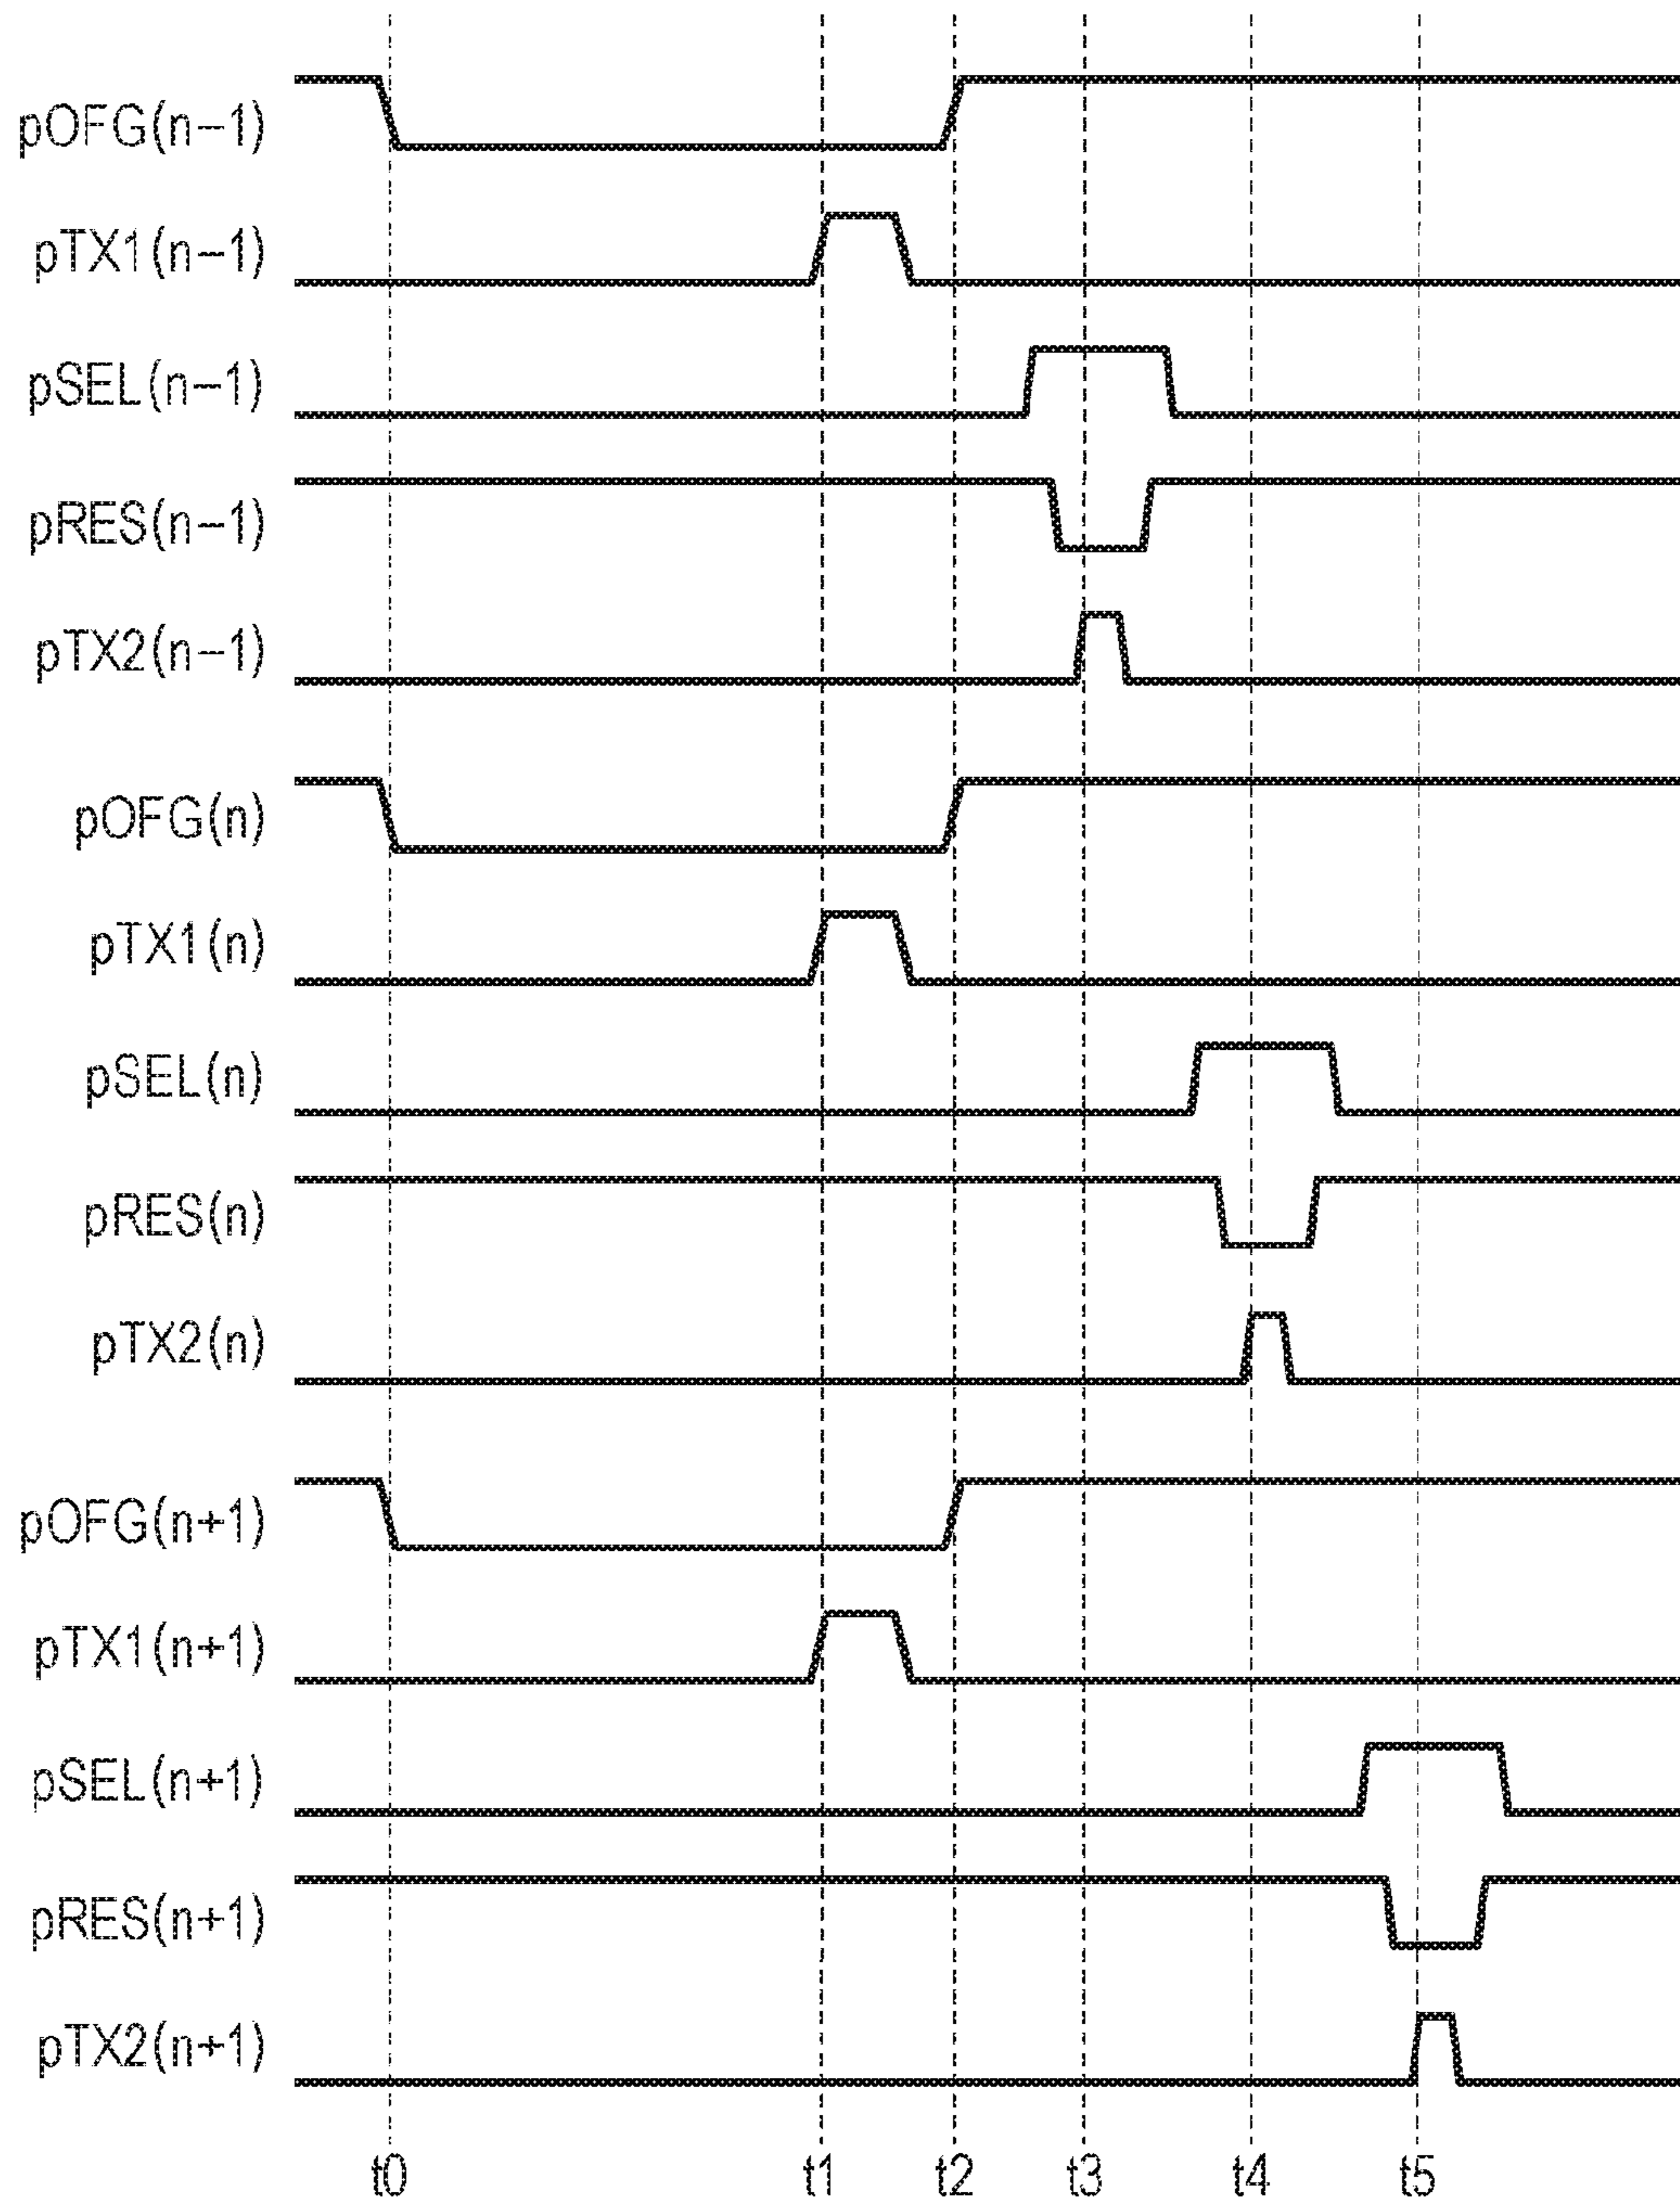 pOFG(n−1)
pTX1(n−1)
pSEL(n−1)
pRES(n−1)
pTX2(n−1)
pOFG(n)
pTX1(n)
pSEL(n)
pRES(n)
pTX2(n)
pOFG(n+1)
pTX1(n+1)
pSEL(n+1)
pRES(n+1)
pTX2(n+1)
t0 t1 t2 t3 t4 t5